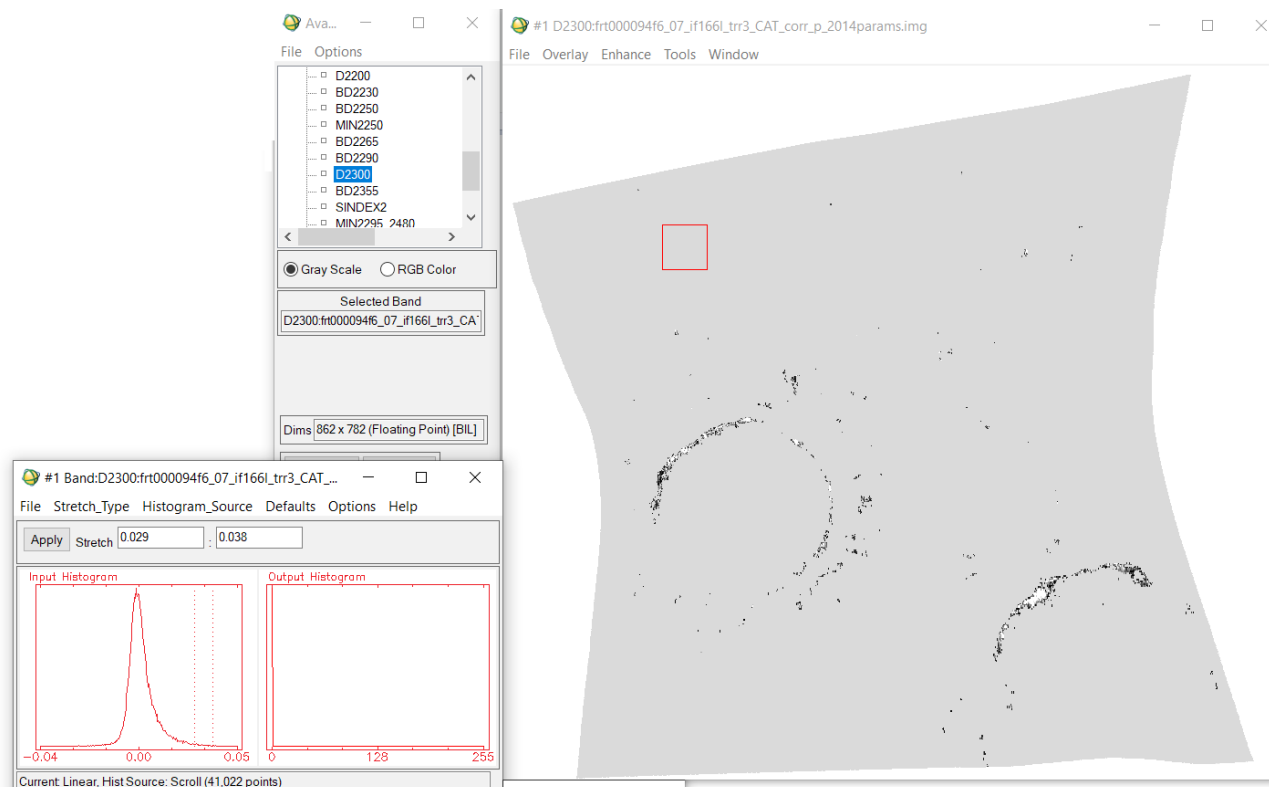 Ava...
File Options
D2200
BD2230
BD2250
MIN2250
BD2265
BD2290
D2300
BD2355
SINDEX2
MIN2295_2480
Gray Scale RGB Color
Selected Band
D2300:frt000094f6_07_if166l_trr3_CA
Dims 862 x 782 (Floating Point) [BIL]
#1 D2300:frt000094f6_07_if166l_trr3_CAT_corr_p_2014params.img
File Overlay Enhance Tools Window
#1 Band:D2300:frt000094f6_07_if166l_trr3_CAT_...
File Stretch_Type Histogram_Source Defaults Options Help
Apply Stretch 0.029 : 0.038
Input Histogram Output Histogram
-0.04 0.00 0.05 0 128 255
Current: Linear, Hist Source: Scroll (41,022 points)